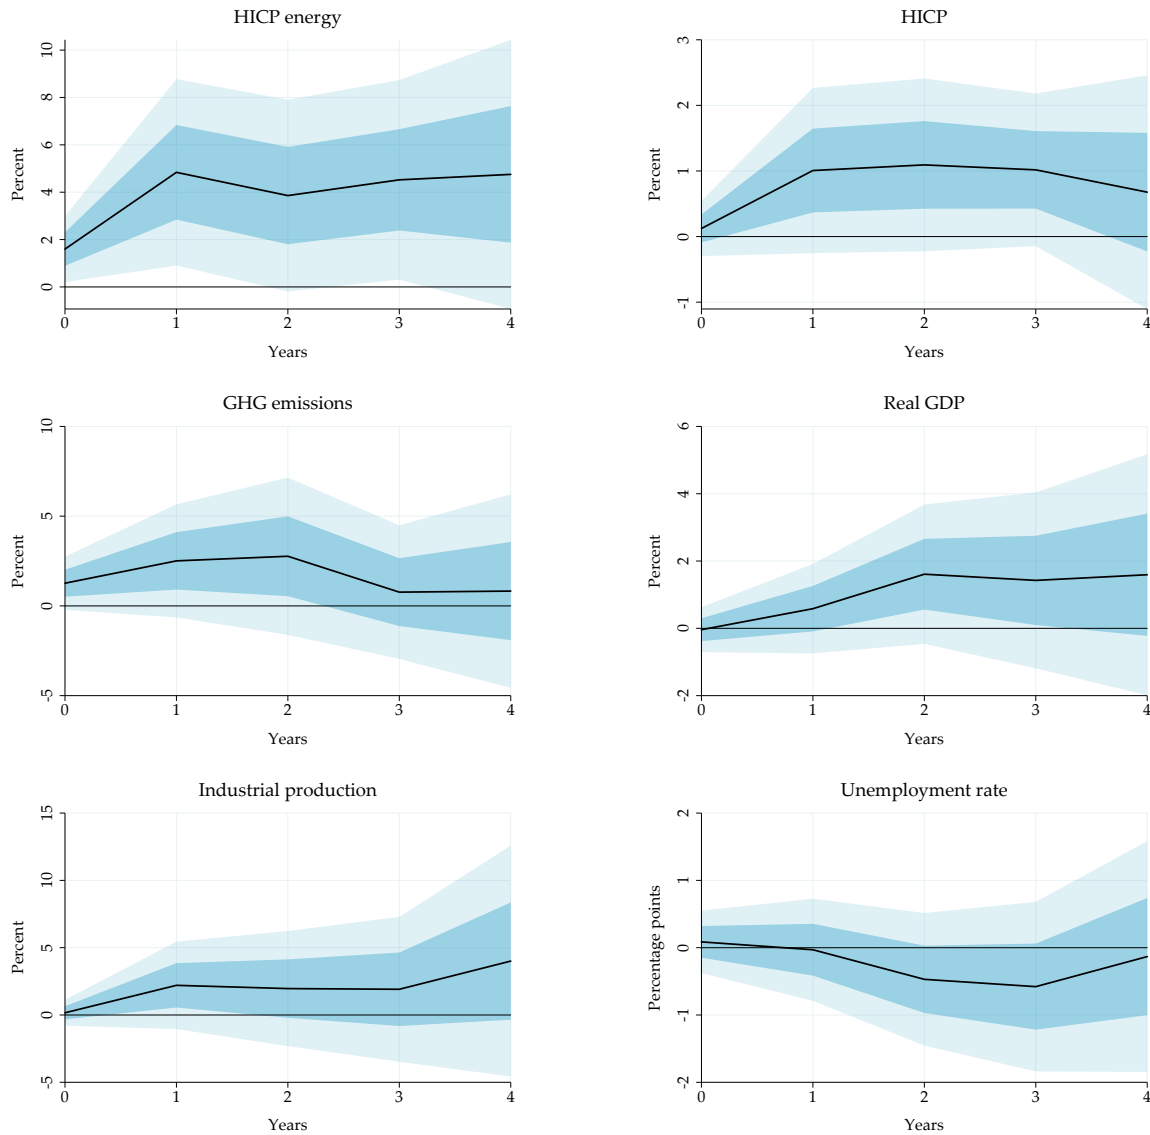 HICP energy
Percent
10
8
6
4
2
0
0 1 2 3 4
Years
HICP
Percent
3
2
1
0
-1
0 1 2 3 4
Years
GHG emissions
Percent
10
5
0
-5
0 1 2 3 4
Years
Real GDP
Percent
6
4
2
0
-2
0 1 2 3 4
Years
Industrial production
Percent
15
10
5
0
-5
0 1 2 3 4
Years
Unemployment rate
Percentage points
2
1
0
-1
-2
0 1 2 3 4
Years